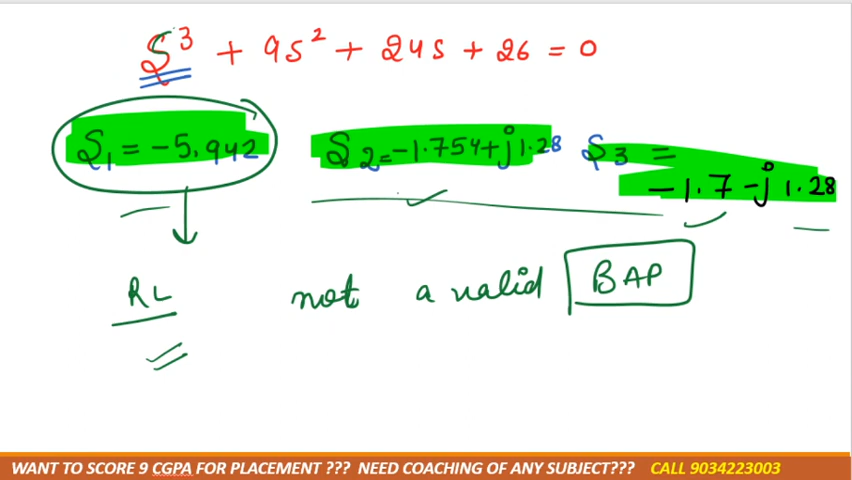 S³ + 9s² + 24s + 26 = 0
S₁ = -5.942 S₂=-1.754+j1.28 S₃ =
-1.7-j 1.28
RL not a valid BAP
WANT TO SCORE 9 CGPA FOR PLACEMENT ??? NEED COACHING OF ANY SUBJECT??? CALL 9034223003